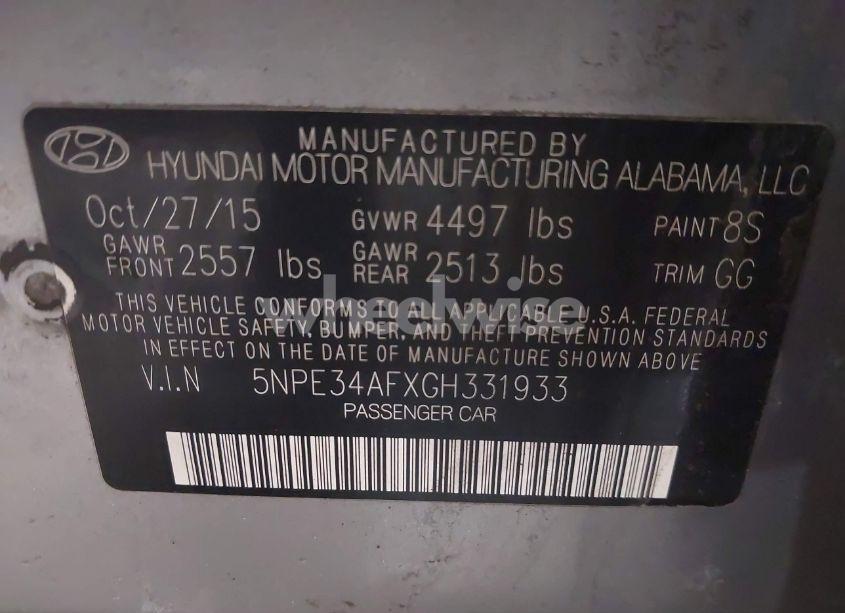 MANUFACTURED BY
HYUNDAI MOTOR MANUFACTURING ALABAMA, LLC
Oct/27/15 GVWR 4497 lbs PAINT 8S
GAWR FRONT 2557 lbs GAWR REAR 2513 lbs TRIM GG
THIS VEHICLE CONFORMS TO ALL APPLICABLE U.S.A. FEDERAL
MOTOR VEHICLE SAFETY, BUMPER, AND THEFT PREVENTION STANDARDS
IN EFFECT ON THE DATE OF MANUFACTURE SHOWN ABOVE
wheelwise
V.I.N 5NPE34AFXGH331933
PASSENGER CAR